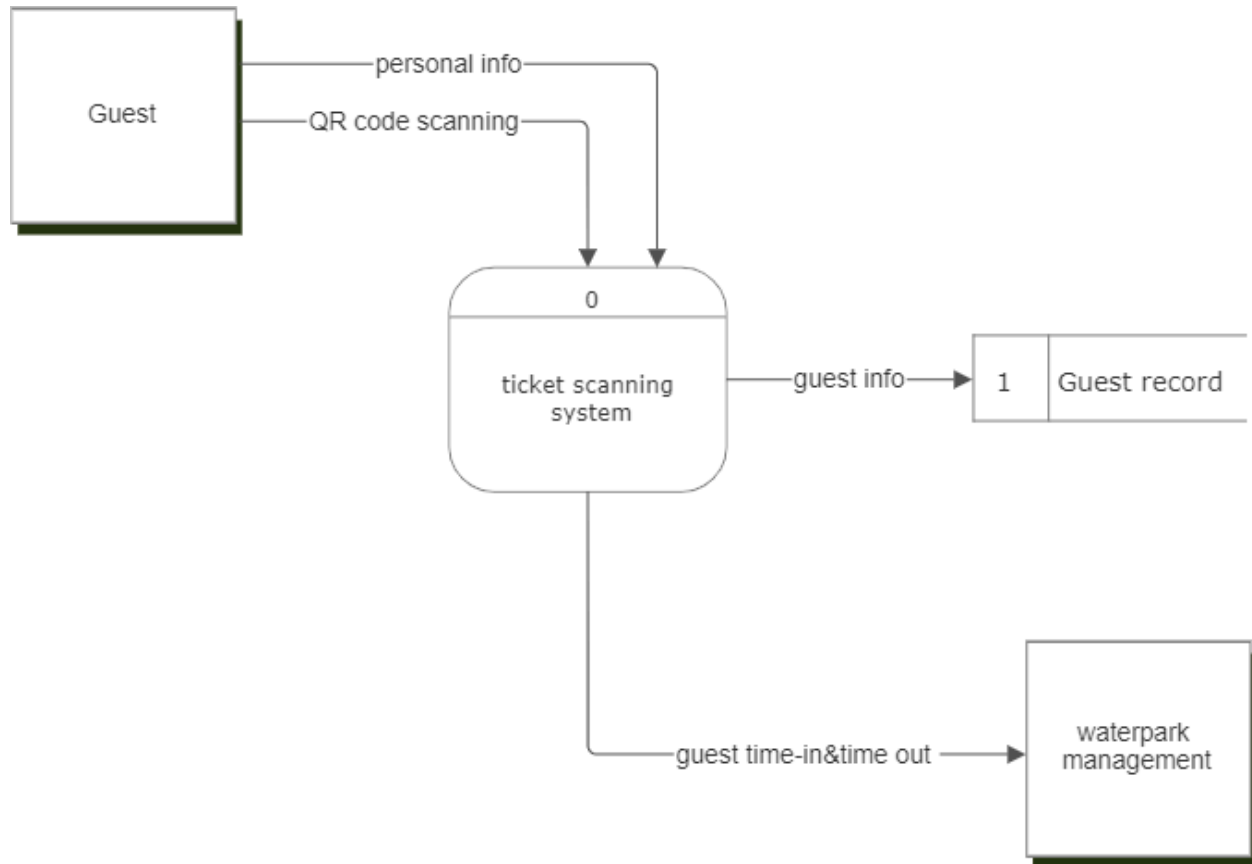 Guest
personal info
QR code scanning
0
ticket scanning
system
guest info
1
Guest record
guest time-in&time out
waterpark
management